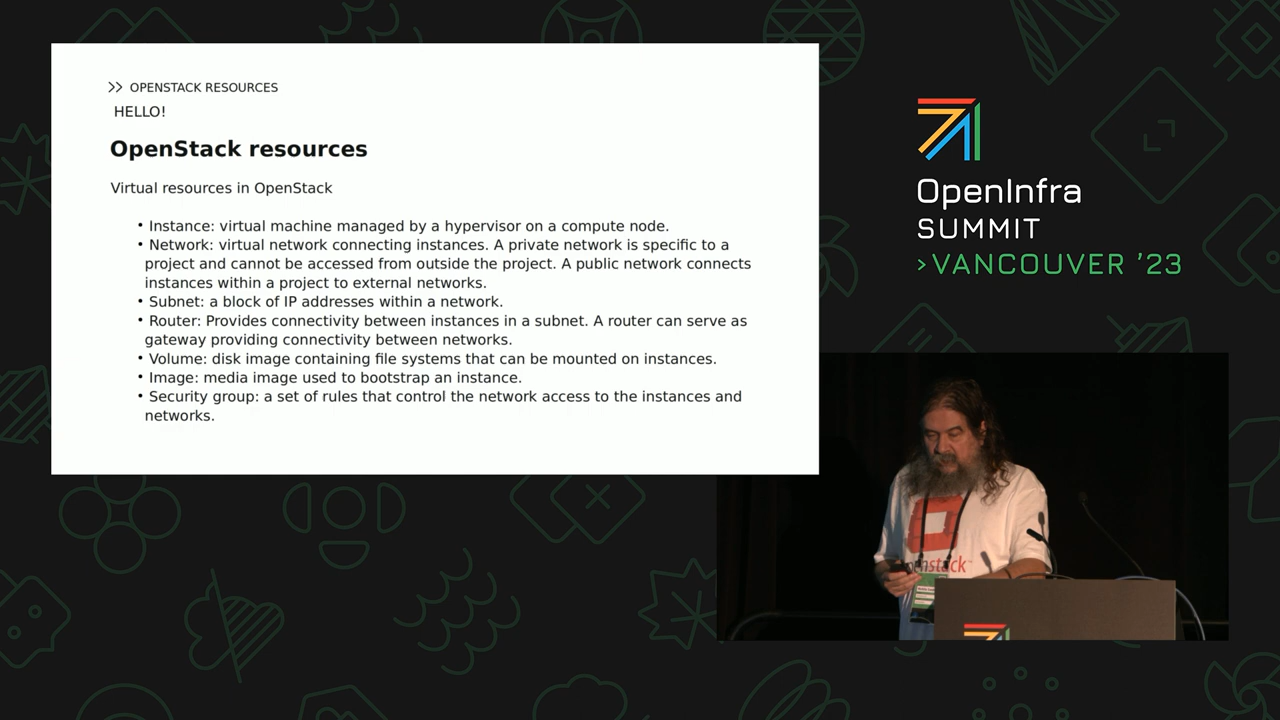 >> OPENSTACK RESOURCES
HELLO!
OpenStack resources
Virtual resources in OpenStack
• Instance: virtual machine managed by a hypervisor on a compute node.
• Network: virtual network connecting instances. A private network is specific to a
project and cannot be accessed from outside the project. A public network connects
instances within a project to external networks.
• Subnet: a block of IP addresses within a network.
• Router: Provides connectivity between instances in a subnet. A router can serve as
gateway providing connectivity between networks.
• Volume: disk image containing file systems that can be mounted on instances.
• Image: media image used to bootstrap an instance.
• Security group: a set of rules that control the network access to the instances and
networks.
OpenInfra
SUMMIT
>VANCOUVER '23
nstack